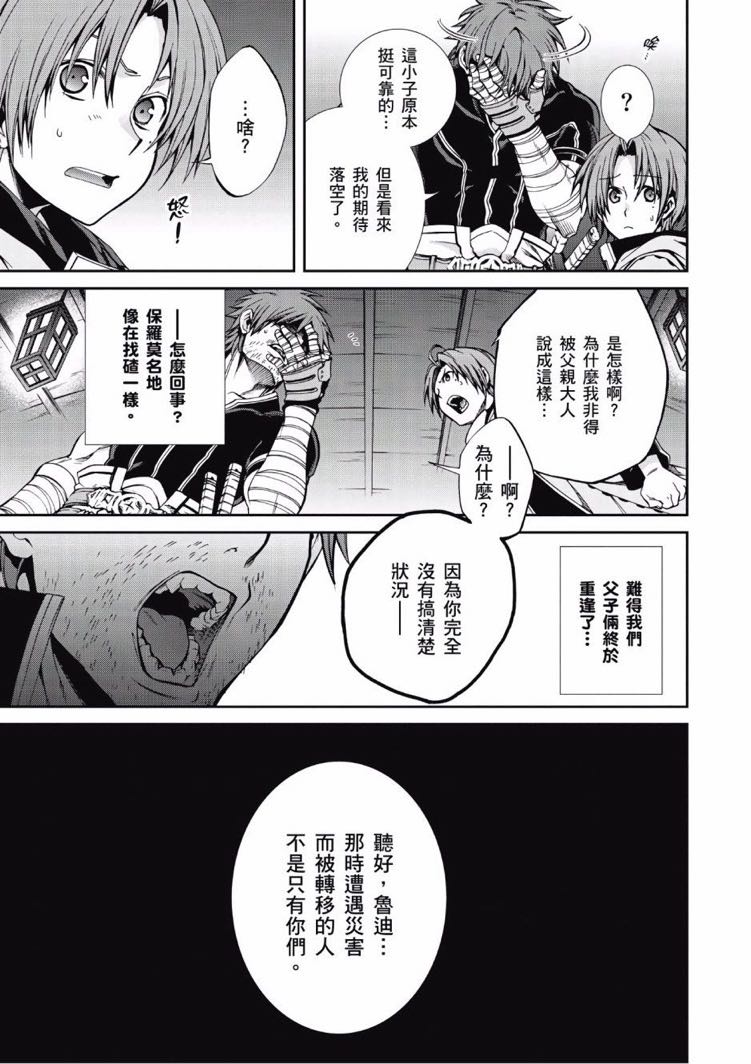 唉…
？
這小子原本
挺可靠的…
但是看來
我的期待
落空了。
…啥？
怒！
是怎樣啊？
為什麼我非得
被父親大人
說成這樣…
——啊？
為什麼？
——怎麼回事？
保羅莫名地
像在找碴一樣。
難得我們
父子倆終於
重逢了…
因為你完全
沒有搞清楚
狀況——
聽好，魯迪…
那時遭遇災害
而被轉移的人
不是只有你們。